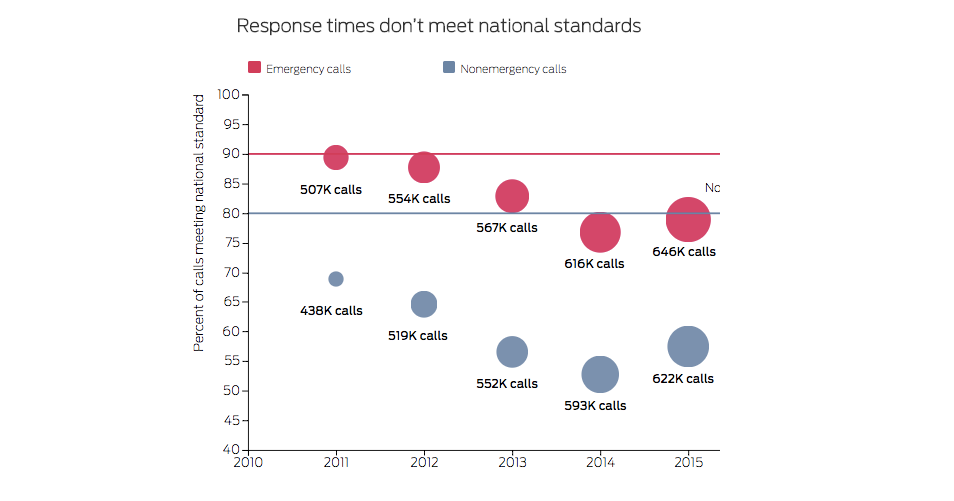 Response times don't meet national standards
Emergency calls
Nonemergency calls
Percent of calls meeting national standard
100
95
90
85
80
75
70
65
60
55
50
45
40
No
507K calls
554K calls
567K calls
616K calls
646K calls
438K calls
519K calls
552K calls
593K calls
622K calls
2010 2011 2012 2013 2014 2015